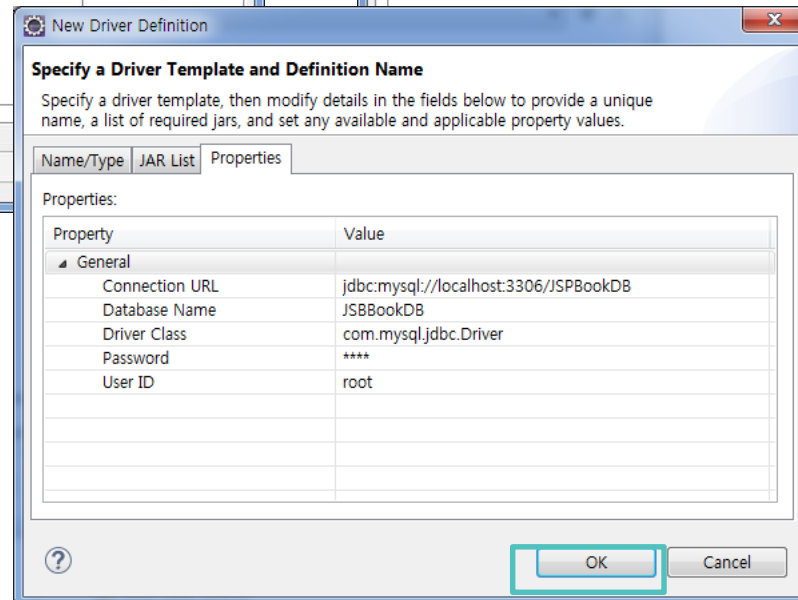 New Driver Definition
Specify a Driver Template and Definition Name
Specify a driver template, then modify details in the fields below to provide a unique
name, a list of required jars, and set any available and applicable property values.
Name/Type JAR List Properties
Properties:
Property Value
General
Connection URL jdbc:mysql://localhost:3306/JSPBookDB
Database Name JSBBookDB
Driver Class com.mysql.jdbc.Driver
Password ****
User ID root
OK Cancel